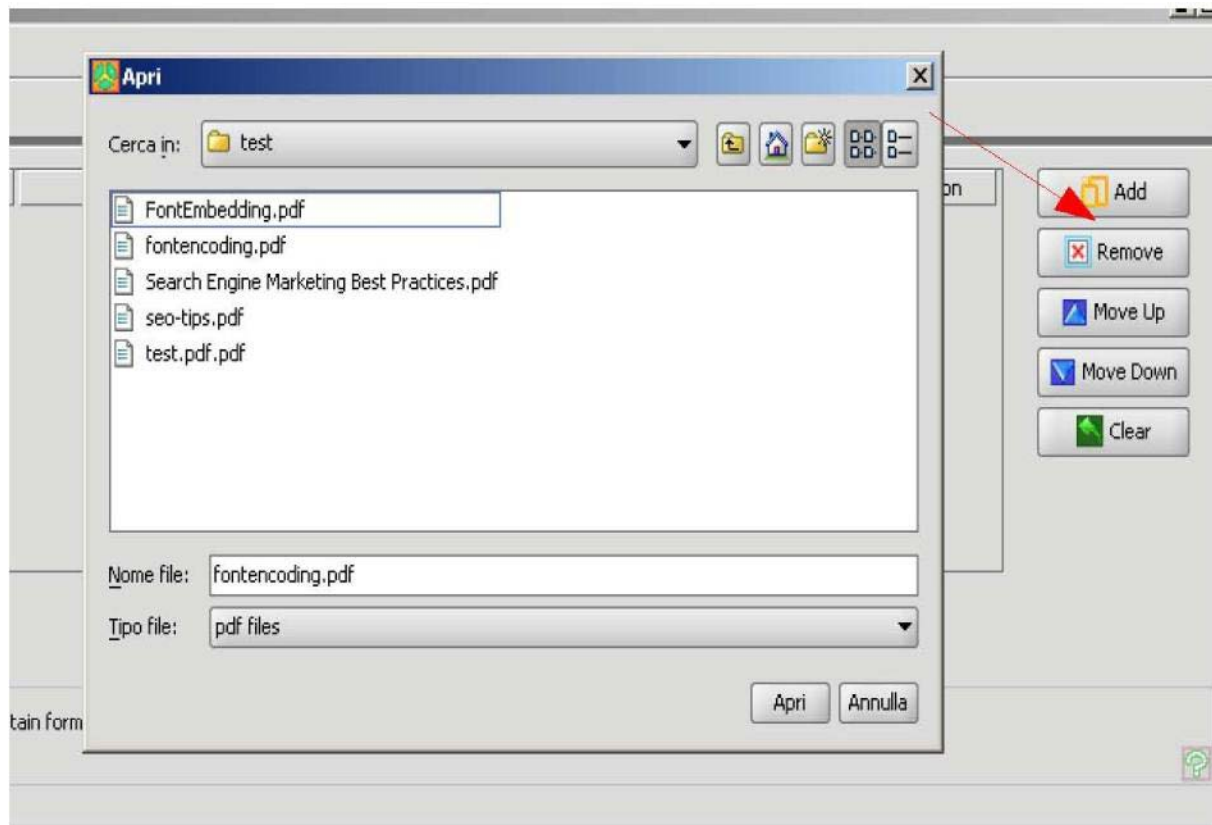 Apri
Cerca in: test
on
Add
FontEmbedding.pdf
fontencoding.pdf
Remove
Search Engine Marketing Best Practices.pdf
seo-tips.pdf
Move Up
test.pdf.pdf
Move Down
Clear
Nome file: fontencoding.pdf
Tipo file: pdf files
Apri Annulla
tain form